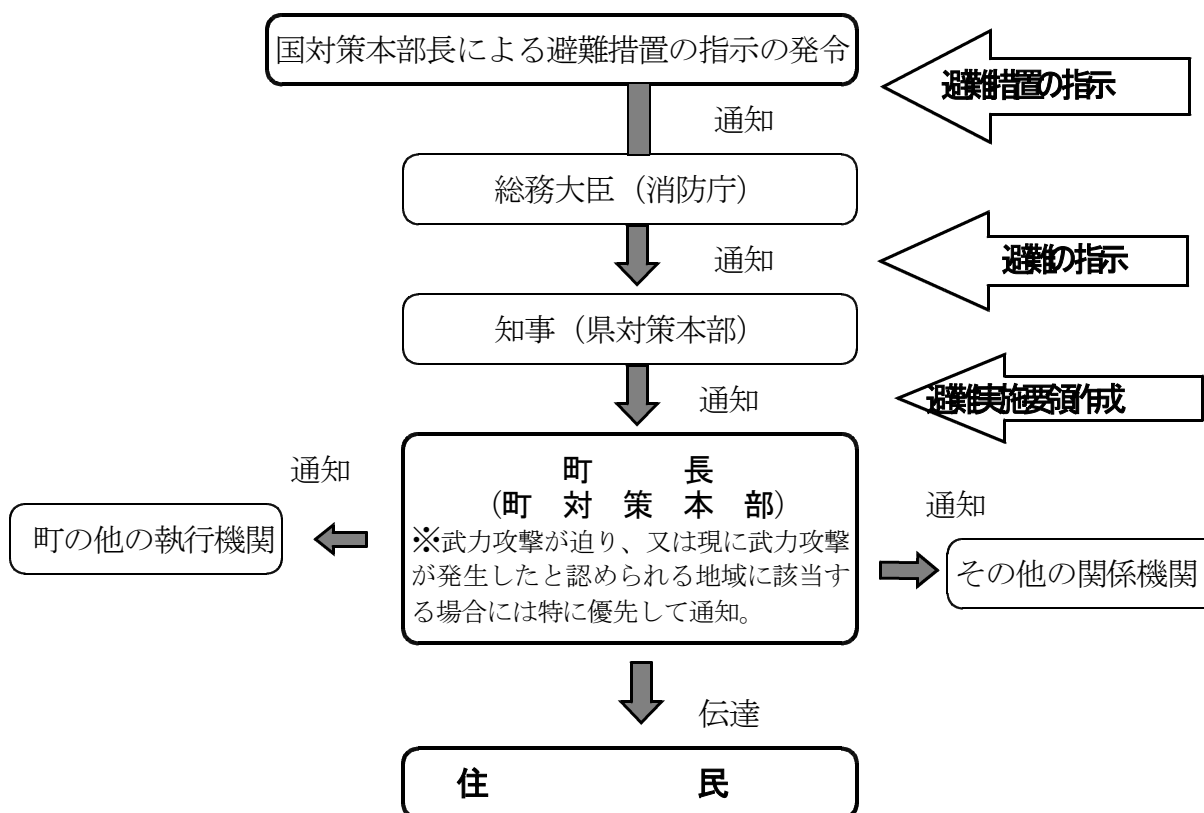 国対策本部長による避難措置の指示の発令
避難措置の指示
通知
総務大臣（消防庁）
通知
避難の指示
知事（県対策本部）
通知
避難実施要領作成
町　　　長
（町　対　策　本　部）
※武力攻撃が迫り、又は現に武力攻撃
が発生したと認められる地域に該当す
る場合には特に優先して通知。
通知
町の他の執行機関
通知
その他の関係機関
伝達
住　　　　　　民